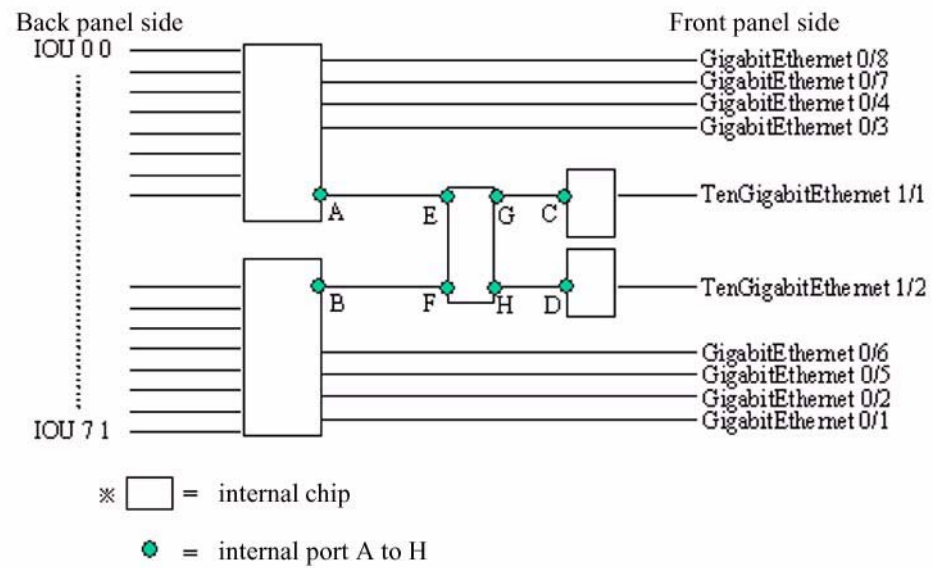 Back panel side
Front panel side
IOU 0 0
GigabitEthernet 0/8
GigabitEthernet 0/7
GigabitEthernet 0/4
GigabitEthernet 0/3
A
E
G
C
TenGigabitEthernet 1/1
B
F
H
D
TenGigabitEthernet 1/2
GigabitEthernet 0/6
GigabitEthernet 0/5
GigabitEthernet 0/2
GigabitEthernet 0/1
IOU 7 1
※ = internal chip
= internal port A to H